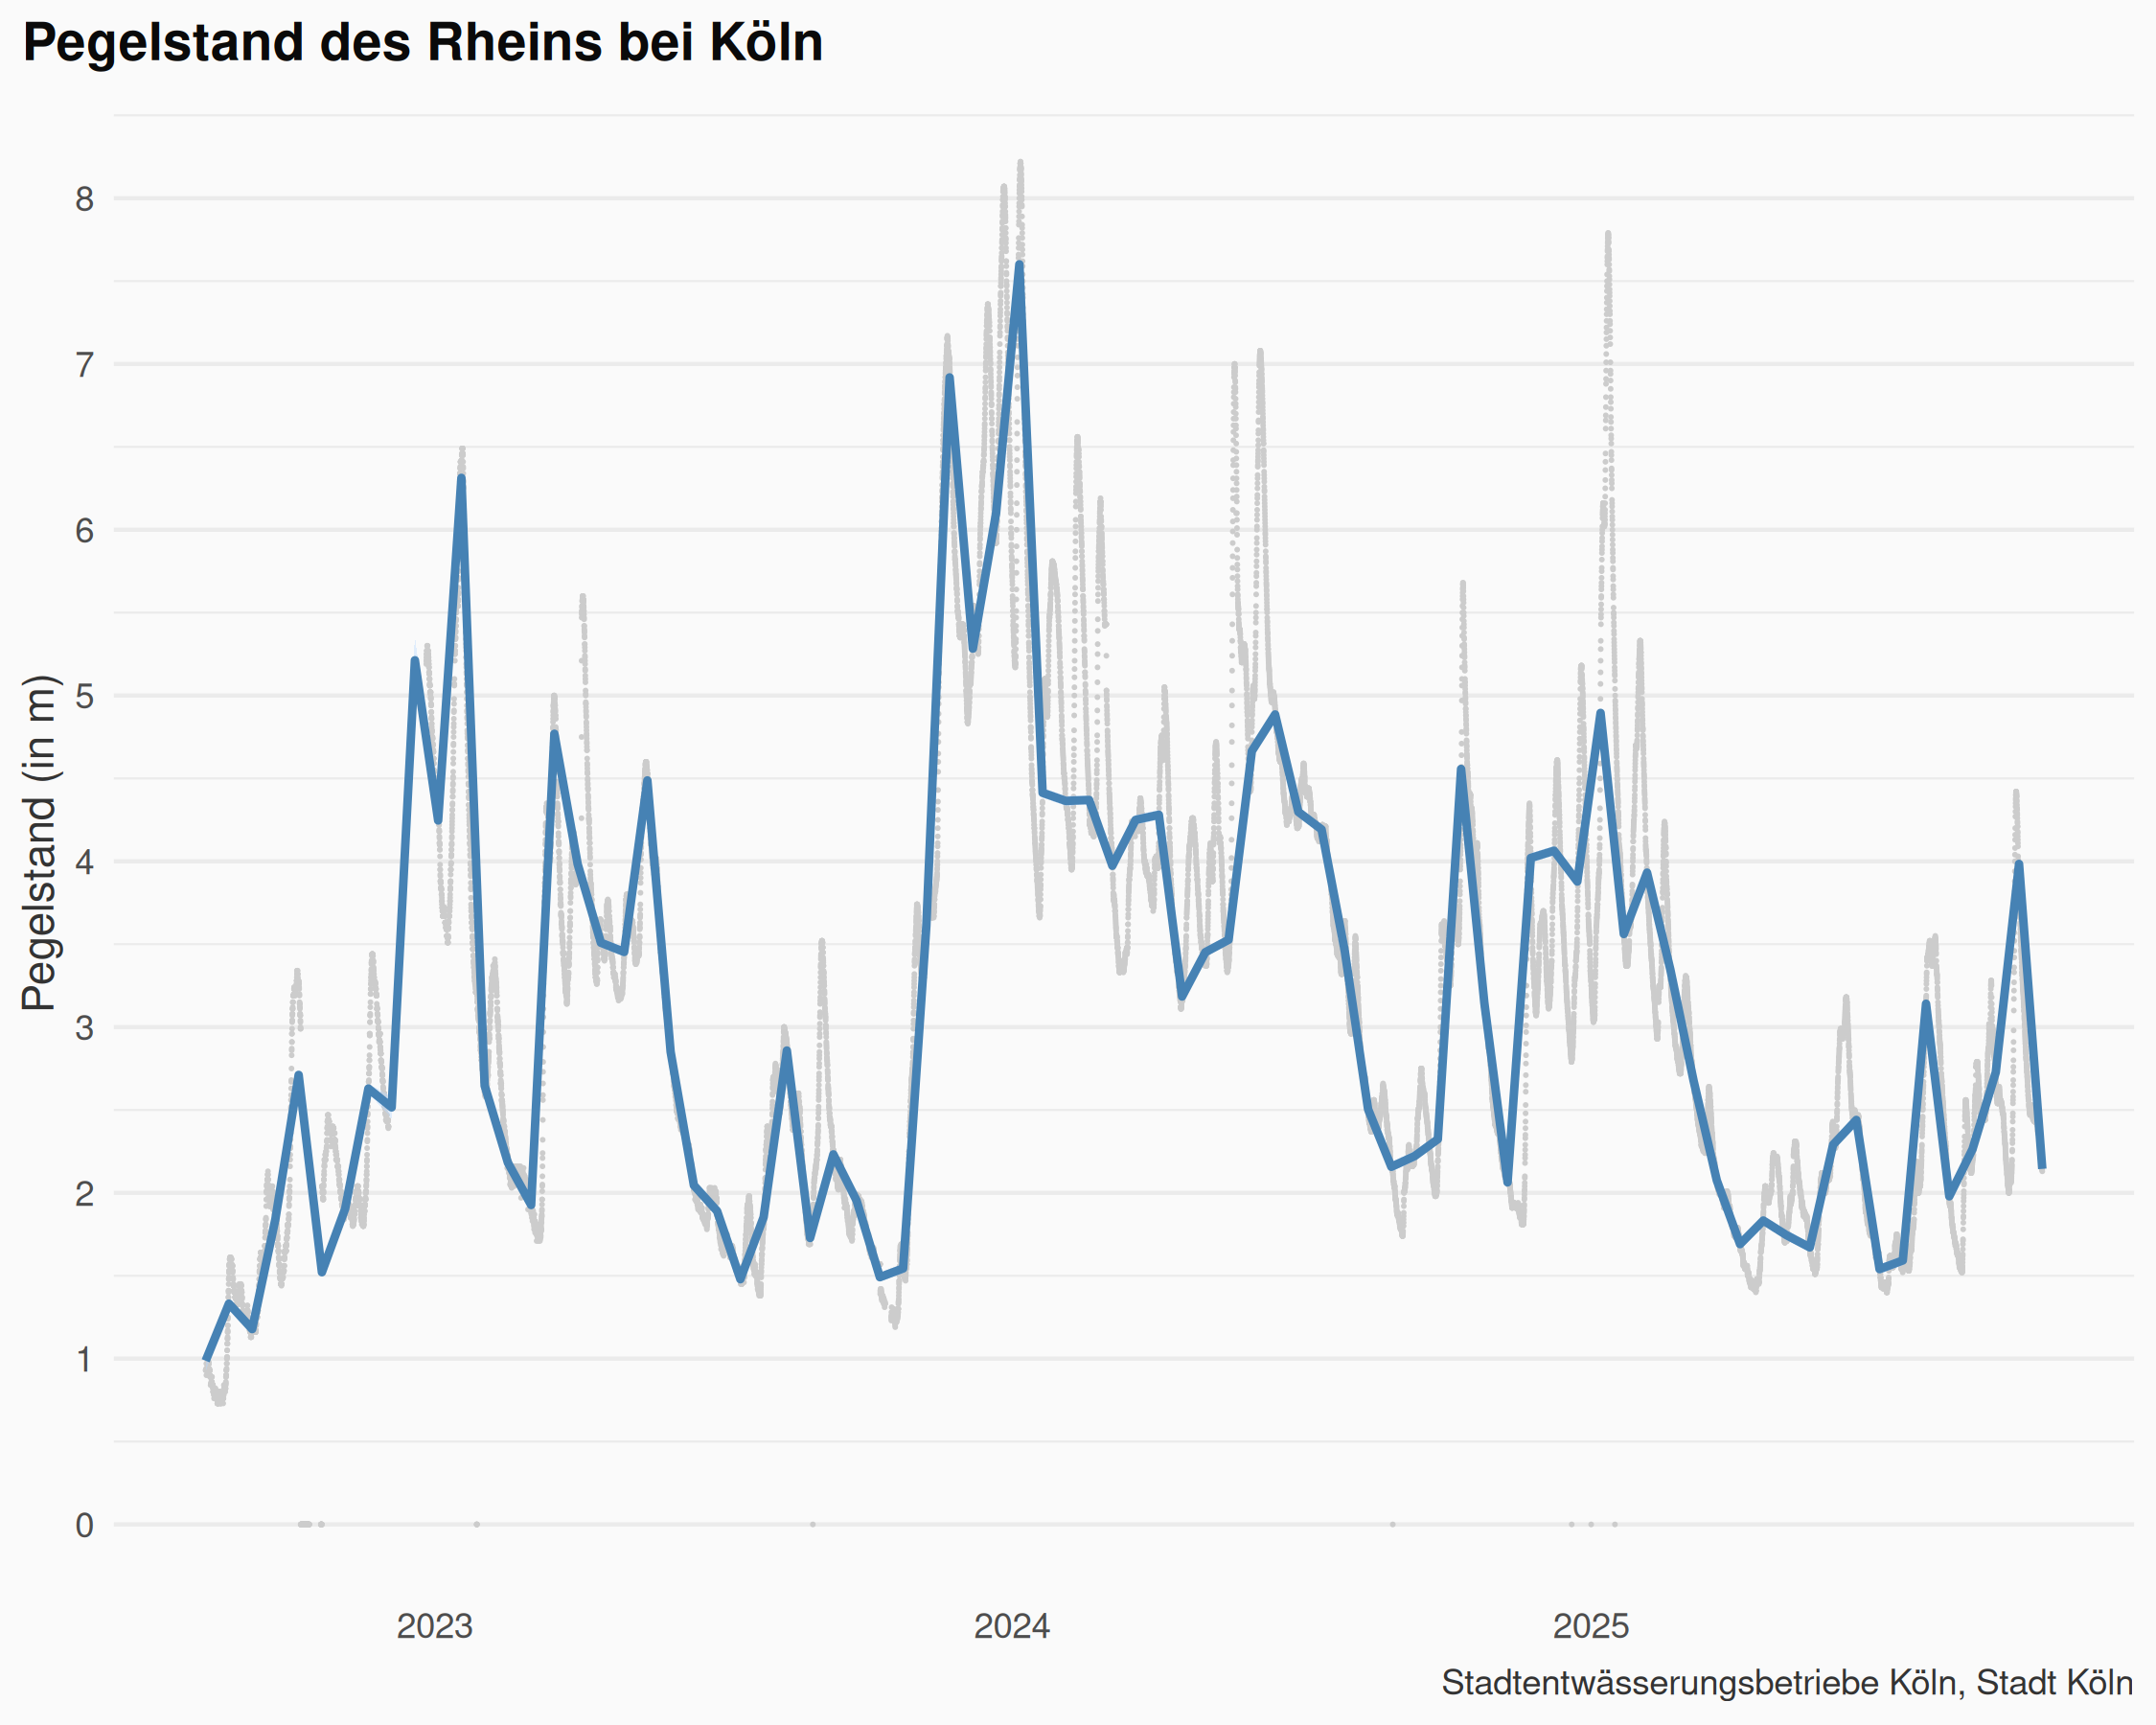 Pegelstand des Rheins bei Köln
Pegelstand (in m)
8
7
6
5
4
3
2
1
0
2023 2024 2025
Stadtentwässerungsbetriebe Köln, Stadt Köln